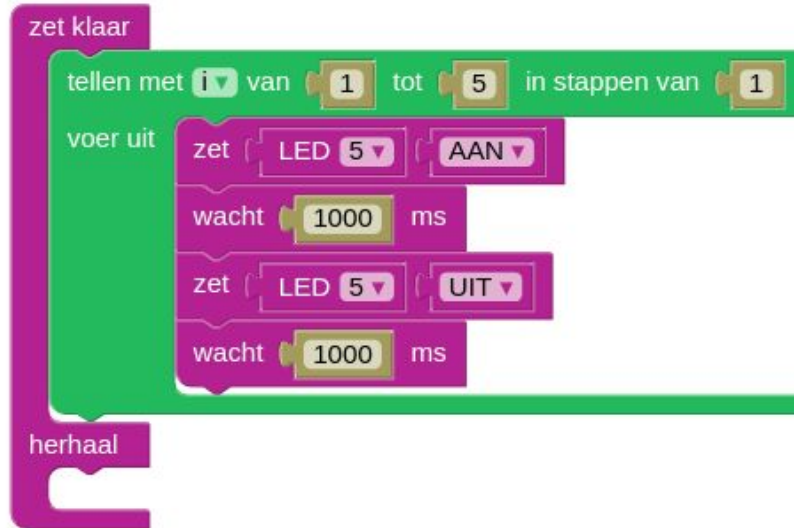 zet klaar
tellen met i van 1 tot 5 in stappen van 1
voer uit
zet LED 5 AAN
wacht 1000 ms
zet LED 5 UIT
wacht 1000 ms
herhaal